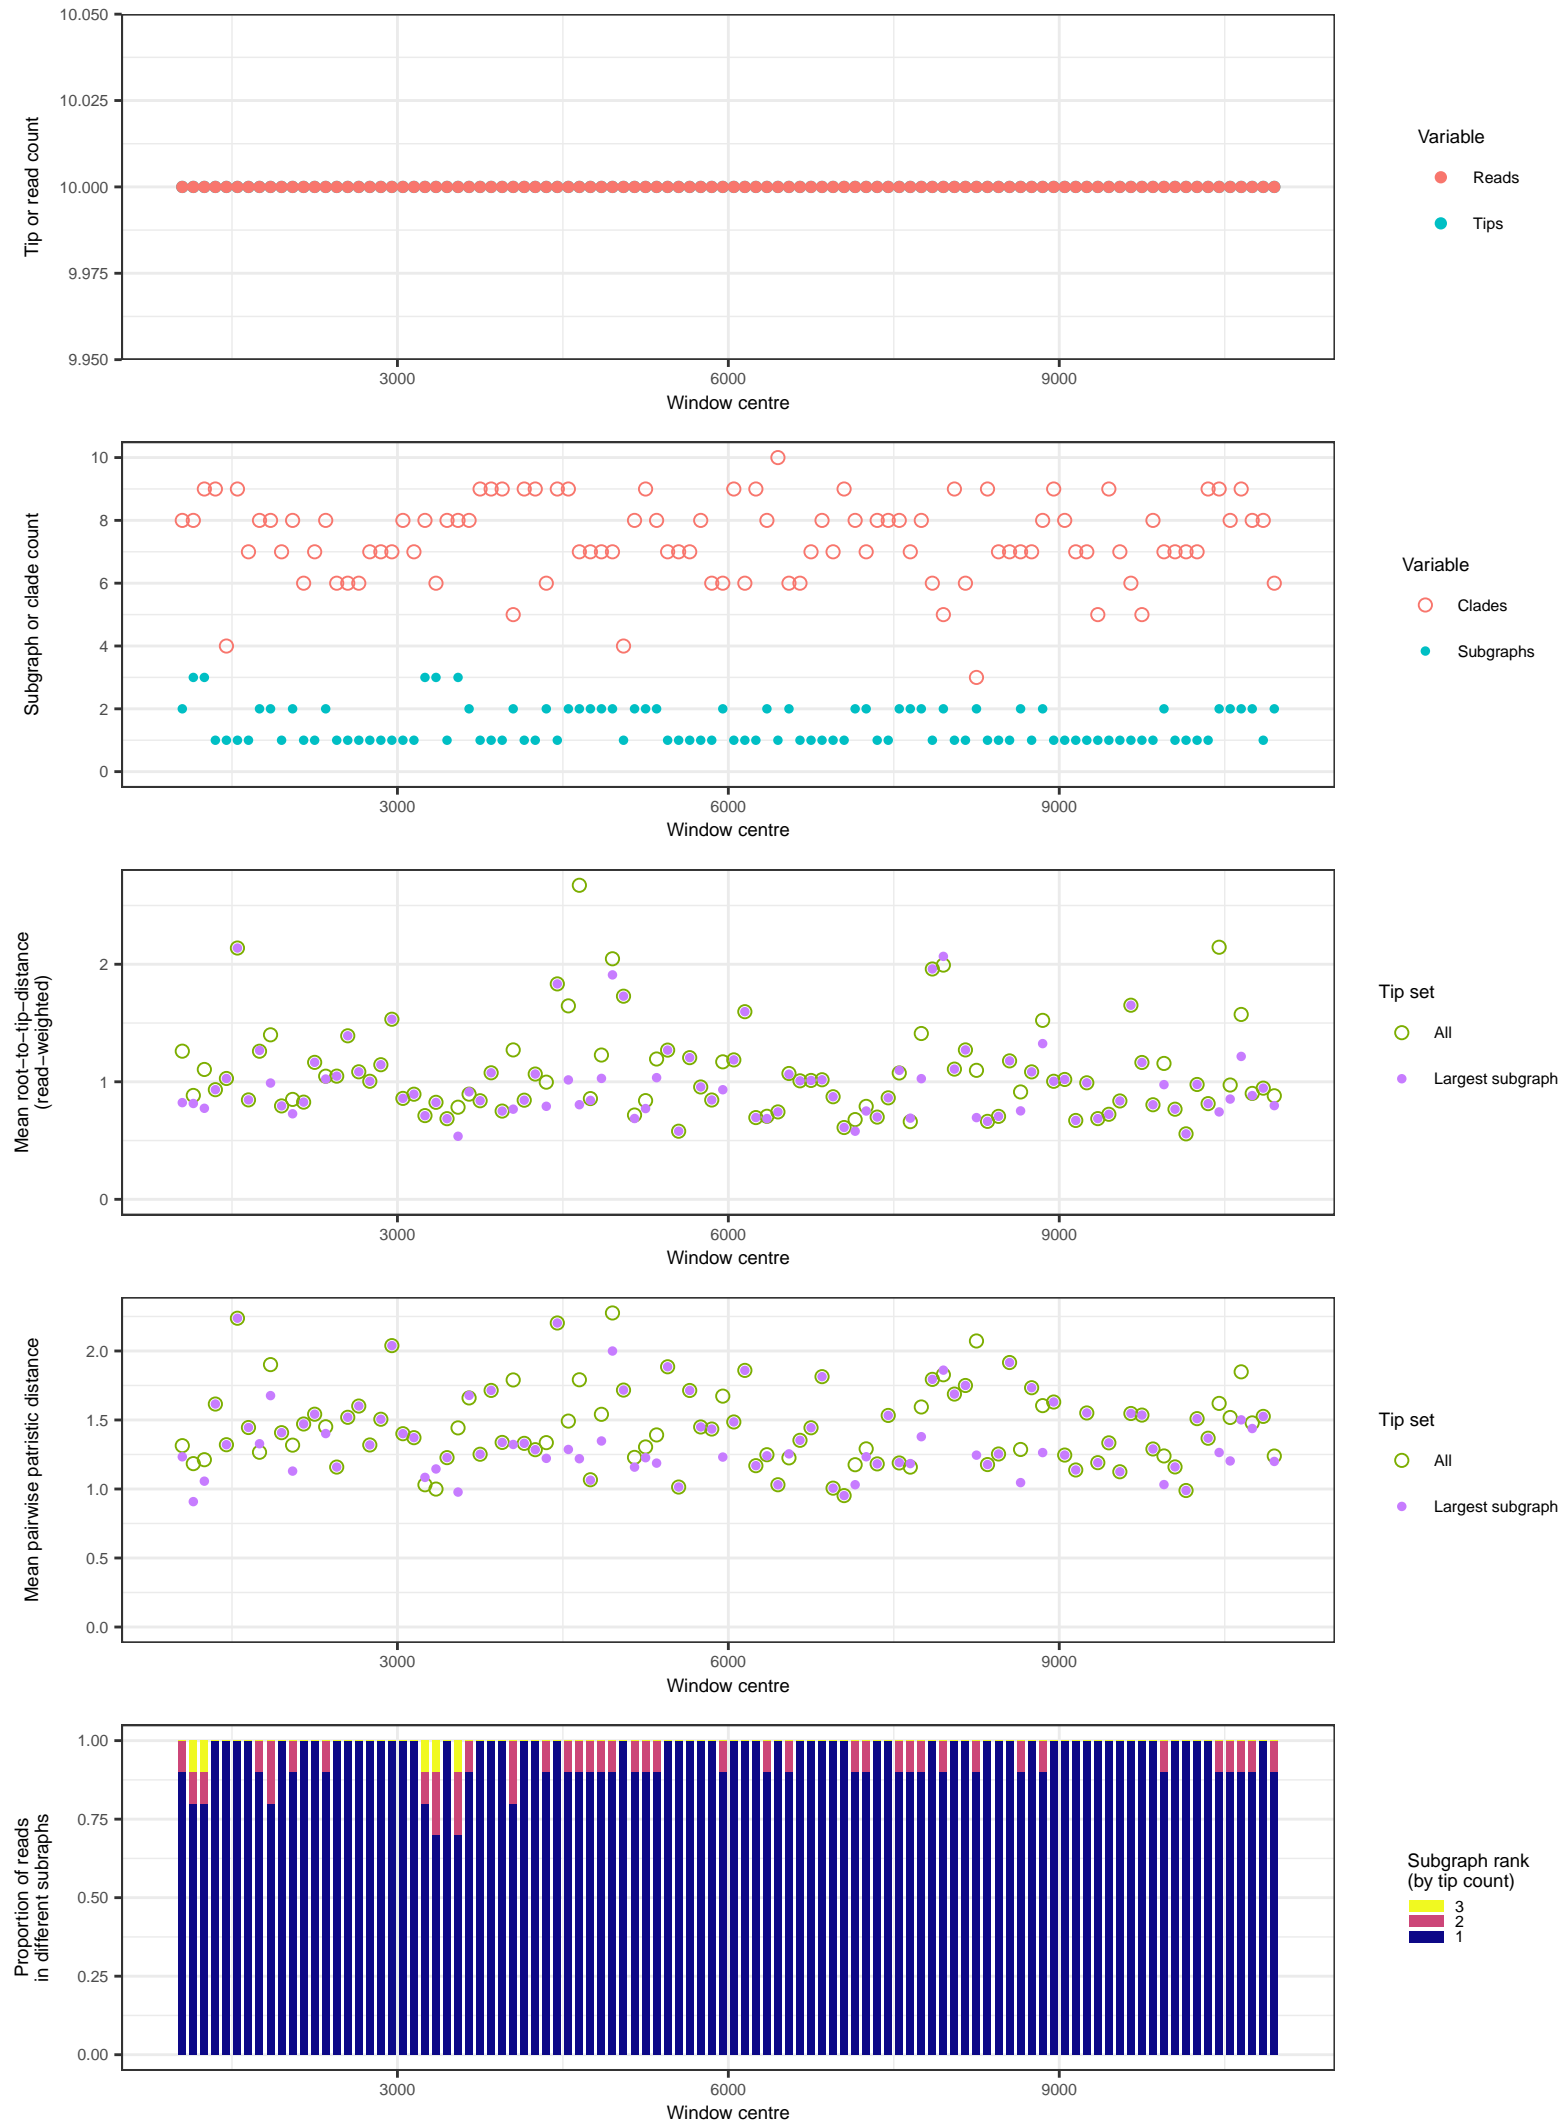 10.050
10.025
10.000
9.975
9.950
Tip or read count
3000
6000
9000
Window centre
Variable
Reads
Tips
10
8
6
4
2
0
Subgraph or clade count
3000
6000
9000
Window centre
Variable
Clades
Subgraphs
2
1
0
Mean root−to−tip−distance
(read−weighted)
3000
6000
9000
Window centre
Tip set
All
Largest subgraph
2.0
1.5
1.0
0.5
0.0
Mean pairwise patristic distance
3000
6000
9000
Window centre
Tip set
All
Largest subgraph
1.00
0.75
0.50
0.25
0.00
Proportion of reads
in different subraphs
3000
6000
9000
Window centre
Subgraph rank
(by tip count)
3
2
1